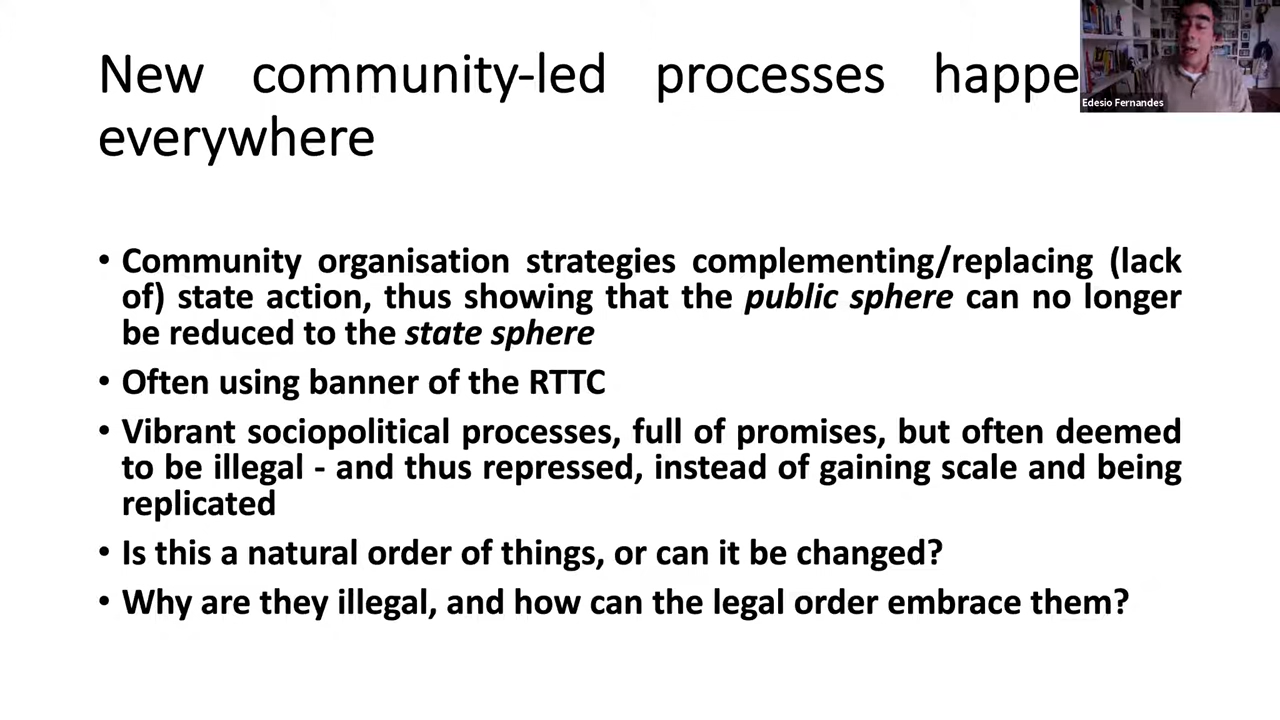 New community-led processes happe
everywhere
Edesio Fernandes
• Community organisation strategies complementing/replacing (lack
of) state action, thus showing that the public sphere can no longer
be reduced to the state sphere
• Often using banner of the RTTC
• Vibrant sociopolitical processes, full of promises, but often deemed
to be illegal - and thus repressed, instead of gaining scale and being
replicated
• Is this a natural order of things, or can it be changed?
• Why are they illegal, and how can the legal order embrace them?